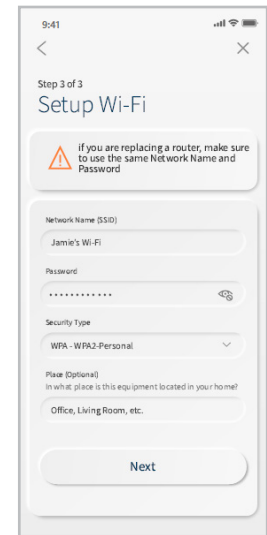 9:41
Step 3 of 3
Setup Wi-Fi
if you are replacing a router, make sure
to use the same Network Name and
Password
Network Name (SSID)
Jamie's Wi-Fi
Password
............
Security Type
WPA - WPA2-Personal
Place (Optional)
In what place is this equipment located in your home?
Office, Living Room, etc.
Next